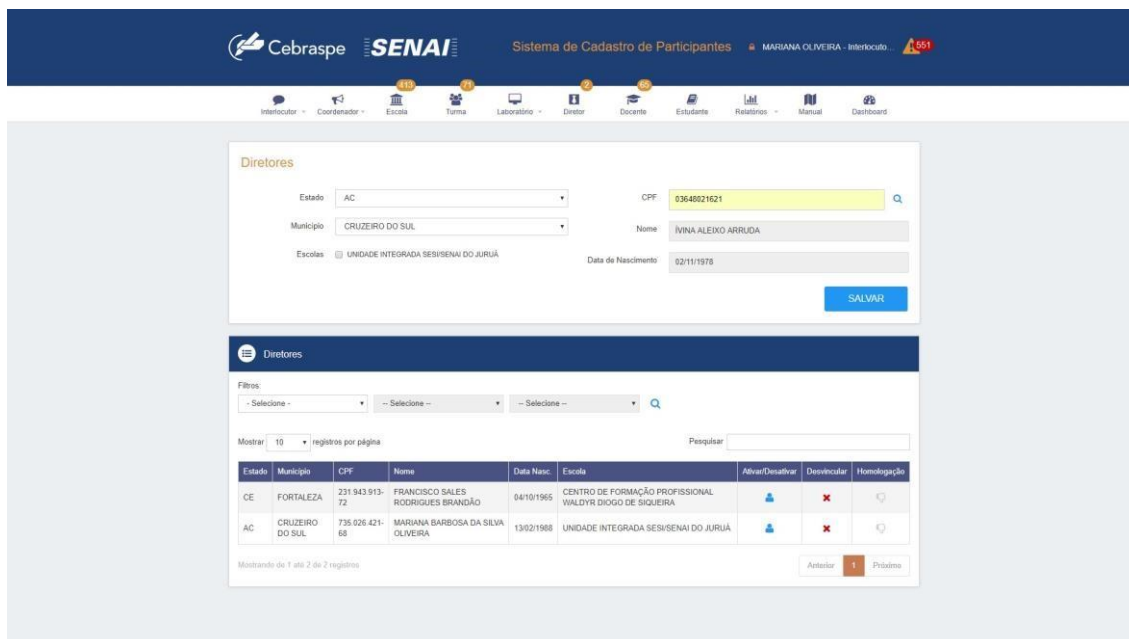 Cebraspe SENAI Sistema de Cadastro de Participantes MARIANA OLIVEIRA - Interlocuto... 551
413 71 2 65
Interlocutor Coordenador Escola Turma Laboratório Diretor Docente Estudante Relatórios Manual Dashboard
Diretores
Estado AC CPF 03648021621
Município CRUZEIRO DO SUL Nome ÍVINA ALEIXO ARRUDA
Escolas UNIDADE INTEGRADA SESI/SENAI DO JURUÁ Data de Nascimento 02/11/1978
SALVAR
Diretores
Filtros:
- Selecione - -- Selecione -- -- Selecione --
Mostrar 10 registros por página Pesquisar
Estado Município CPF Nome Data Nasc. Escola Ativar/Desativar Desvincular Homologação
CE FORTALEZA 231.943.913-72 FRANCISCO SALES RODRIGUES BRANDÃO 04/10/1965 CENTRO DE FORMAÇÃO PROFISSIONAL WALDYR DIOGO DE SIQUEIRA
AC CRUZEIRO DO SUL 735.026.421-68 MARIANA BARBOSA DA SILVA OLIVEIRA 13/02/1988 UNIDADE INTEGRADA SESI/SENAI DO JURUÁ
Mostrando de 1 até 2 de 2 registros Anterior 1 Próximo